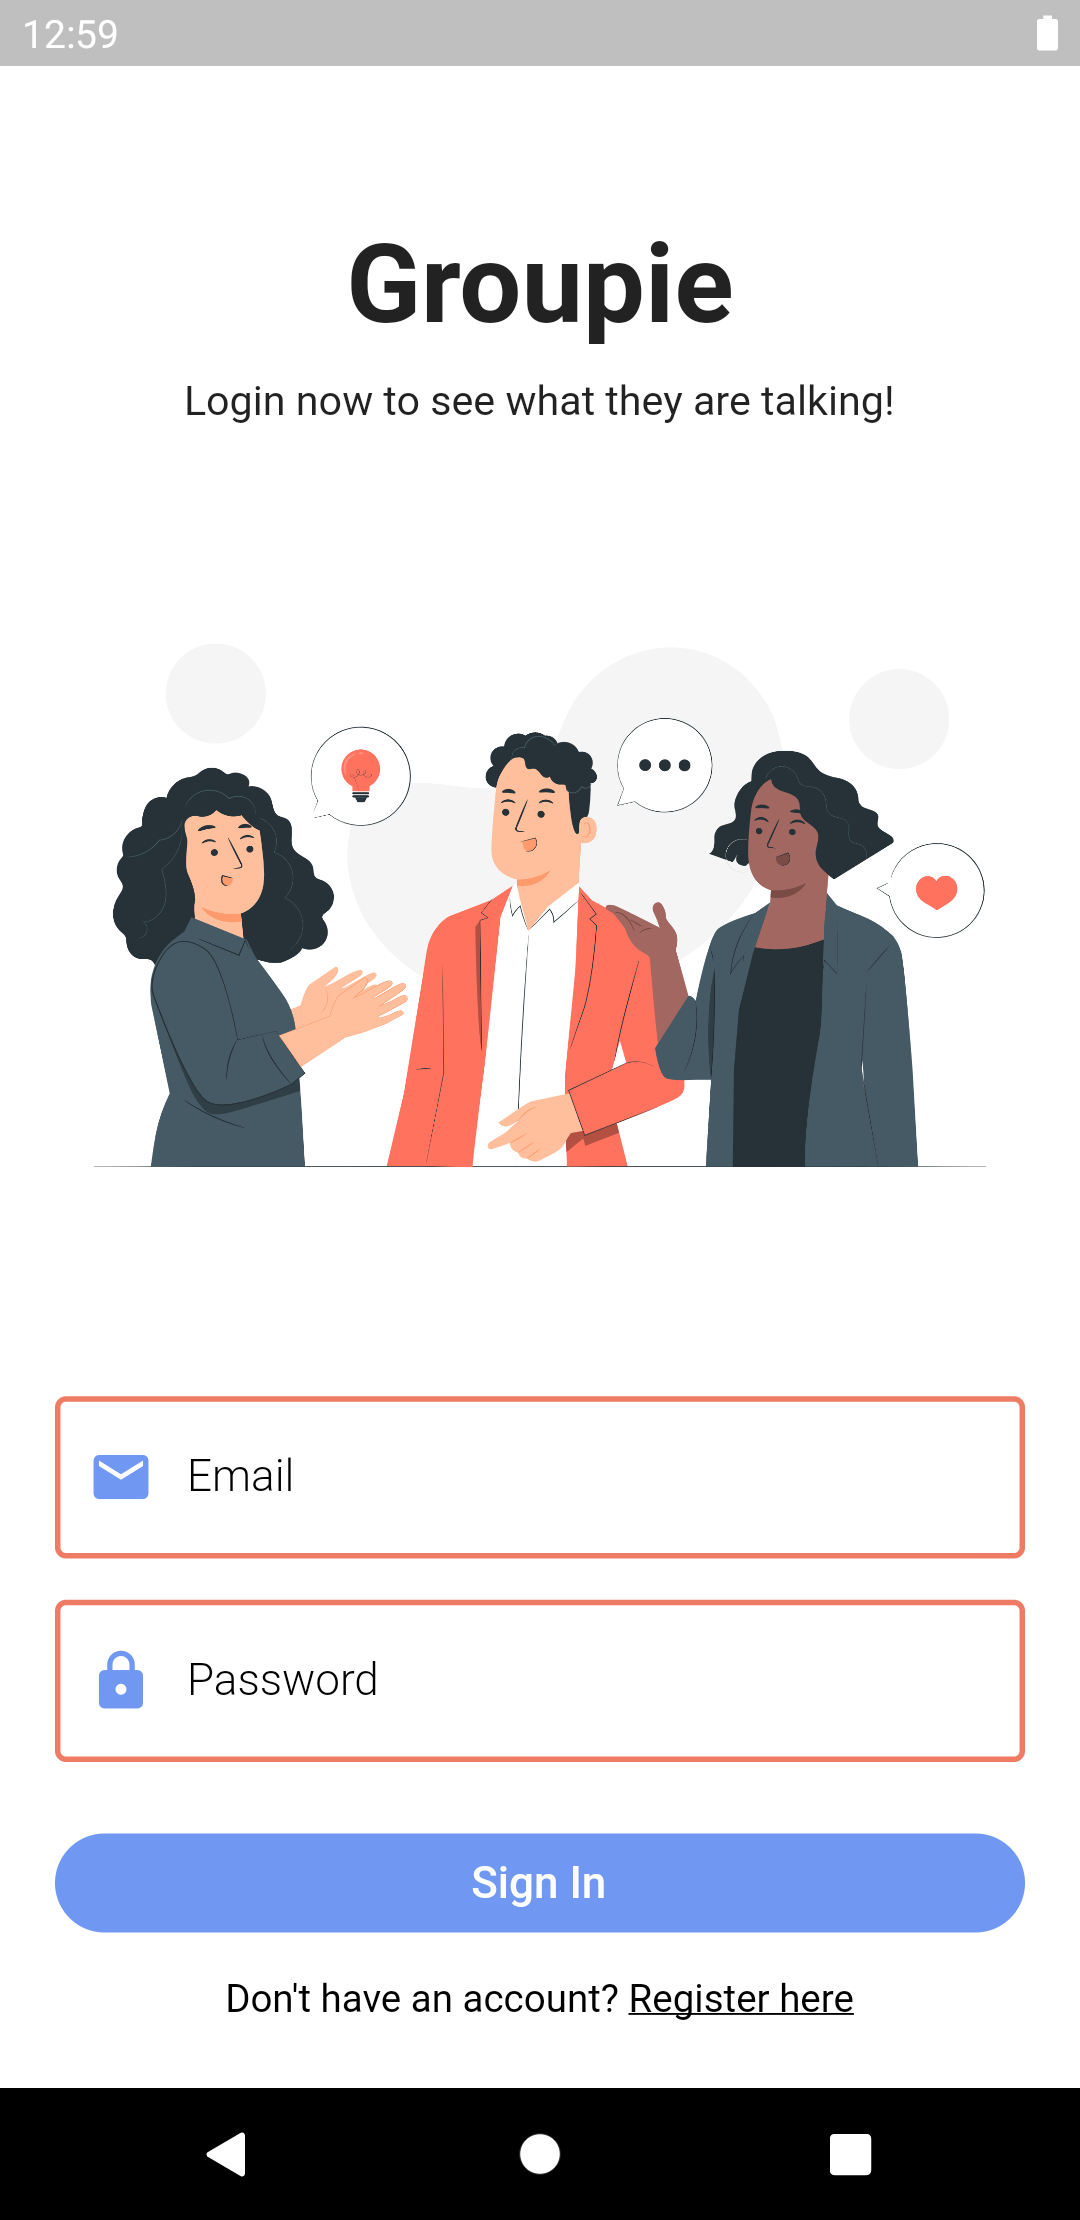 12:59
Groupie
Login now to see what they are talking!
Email
Password
Sign In
Don't have an account? Register here